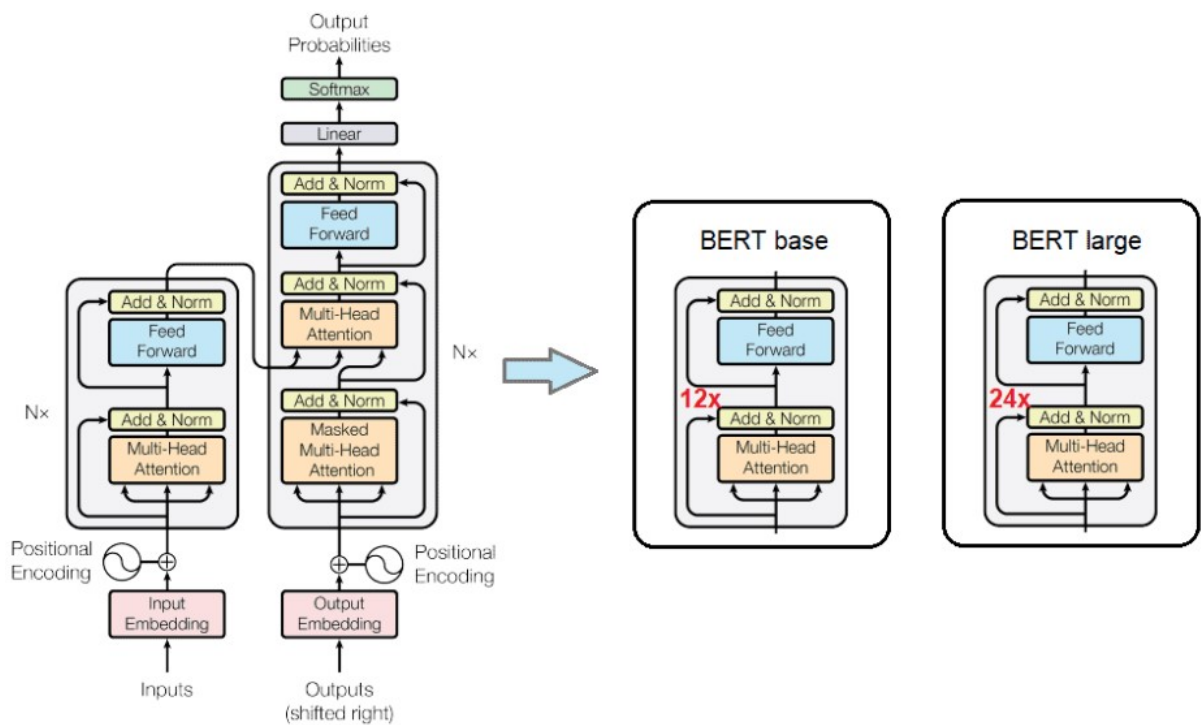 Output
Probabilities
Softmax
Linear
Add & Norm
Feed
Forward
Add & Norm
Multi-Head
Attention
Nx
Add & Norm
Masked
Multi-Head
Attention
Add & Norm
Feed
Forward
Nx
Add & Norm
Multi-Head
Attention
Positional
Encoding
Positional
Encoding
Input
Embedding
Output
Embedding
Inputs
Outputs
(shifted right)
BERT base
Add & Norm
Feed
Forward
12x
Add & Norm
Multi-Head
Attention
BERT large
Add & Norm
Feed
Forward
24x
Add & Norm
Multi-Head
Attention